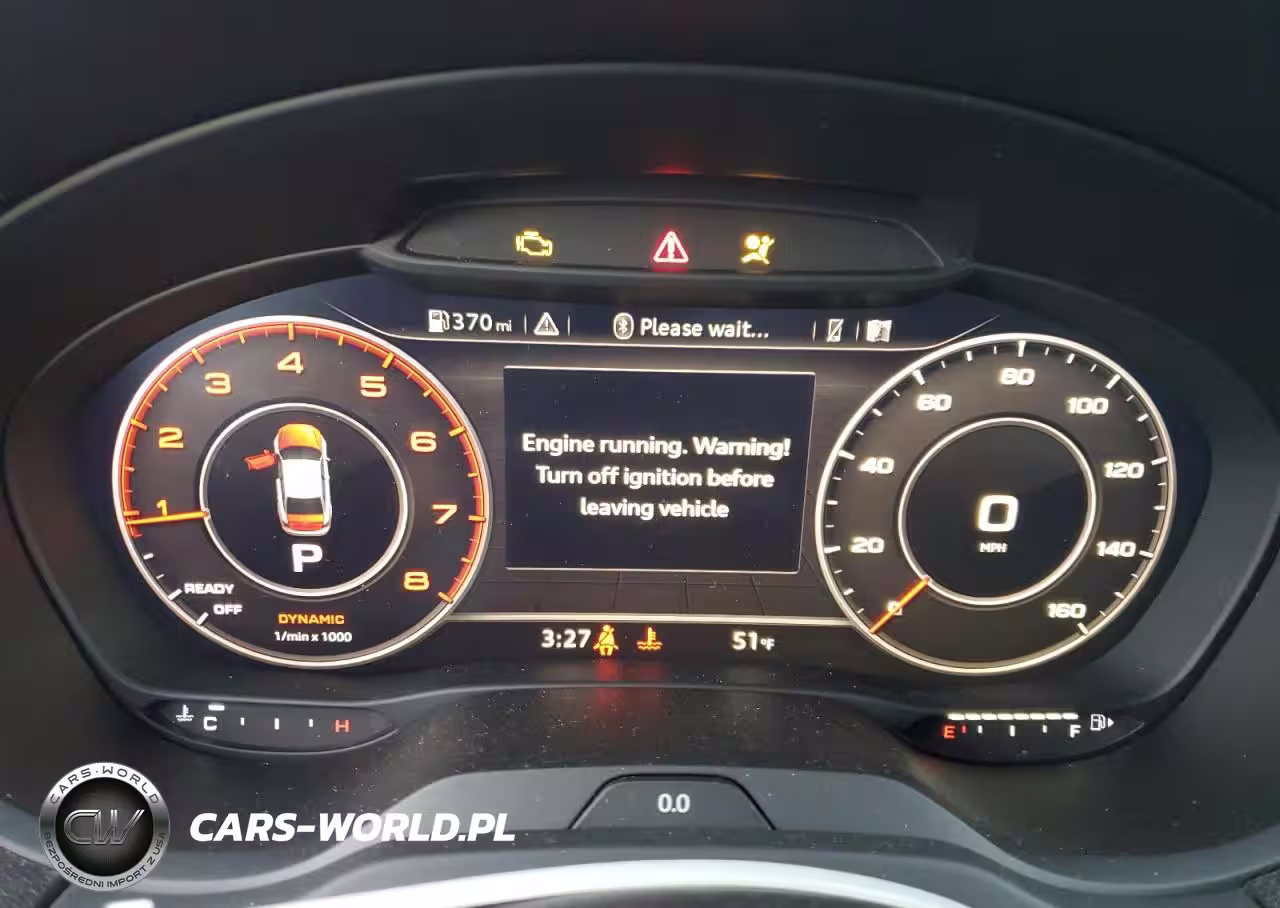 370 mi
Please wait...
1
2
3
4
5
6
7
8
P
READY
OFF
DYNAMIC
1/min x 1000
Engine running. Warning!
Turn off ignition before
leaving vehicle
20
40
60
80
100
120
140
160
0
MPH
3:27
51°F
C
H
E
F
0.0
CARS-WORLD
CW
BEZPOŚREDNI IMPORT Z USA
CARS-WORLD.PL